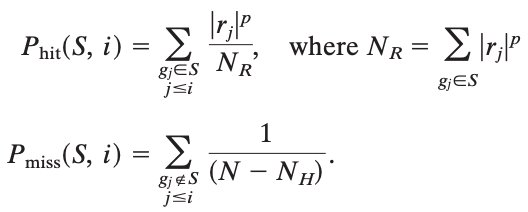 P_hit(S, i) = ∑_{g_j∈S, j≤i} |r_j|^p / N_R, where N_R = ∑_{g_j∈S} |r_j|^p
P_miss(S, i) = ∑_{g_j∉S, j≤i} 1 / (N − N_H).